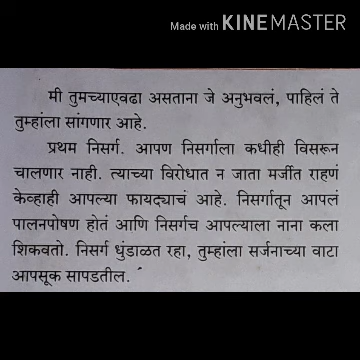 Made with KINEMASTER
मी तुमच्याएवढा असताना जे अनुभवलं, पाहिलं ते
तुम्हांला सांगणार आहे.
प्रथम निसर्ग. आपण निसर्गाला कधीही विसरून
चालणार नाही. त्याच्या विरोधात न जाता मर्जीत राहणं
केव्हाही आपल्या फायद्याचं आहे. निसर्गातून आपलं
पालनपोषण होतं आणि निसर्गच आपल्याला नाना कला
शिकवतो. निसर्ग धुंडाळत रहा, तुम्हांला सर्जनाच्या वाटा
आपसूक सापडतील.